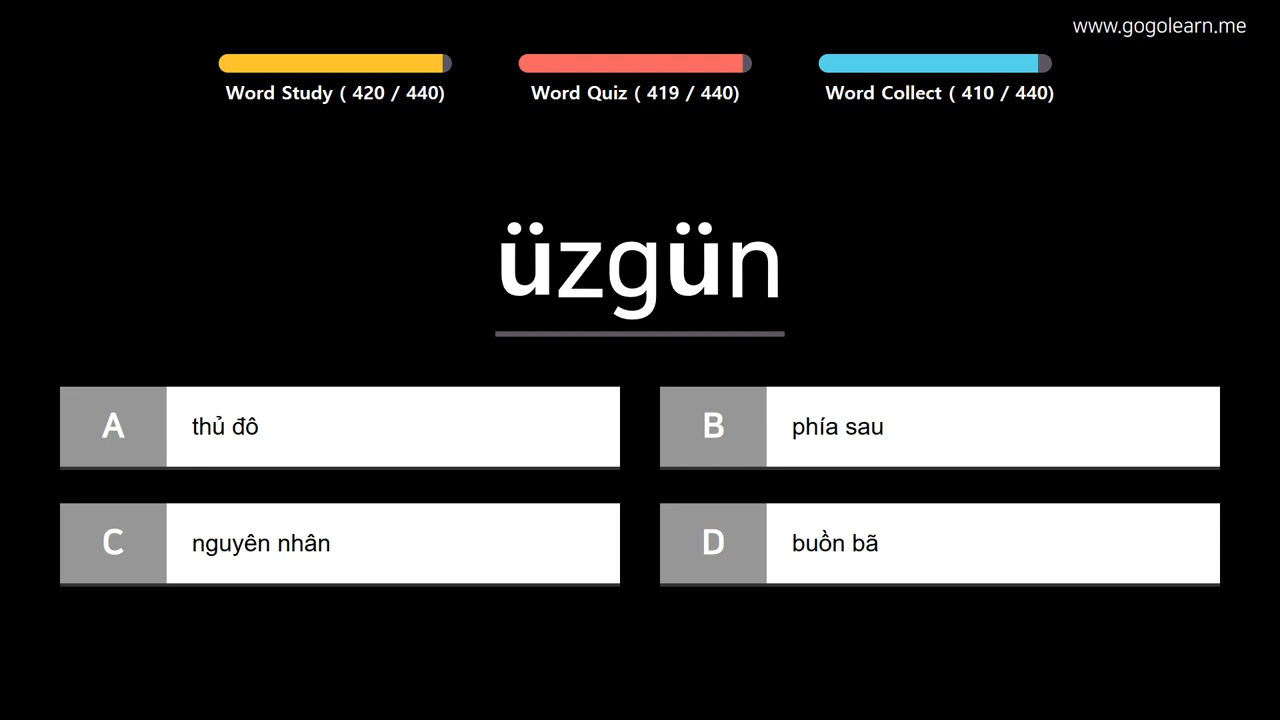 www.gogolearn.me
Word Study ( 420 / 440)
Word Quiz ( 419 / 440)
Word Collect ( 410 / 440)
üzgün
A thủ đô
B phía sau
C nguyên nhân
D buồn bã